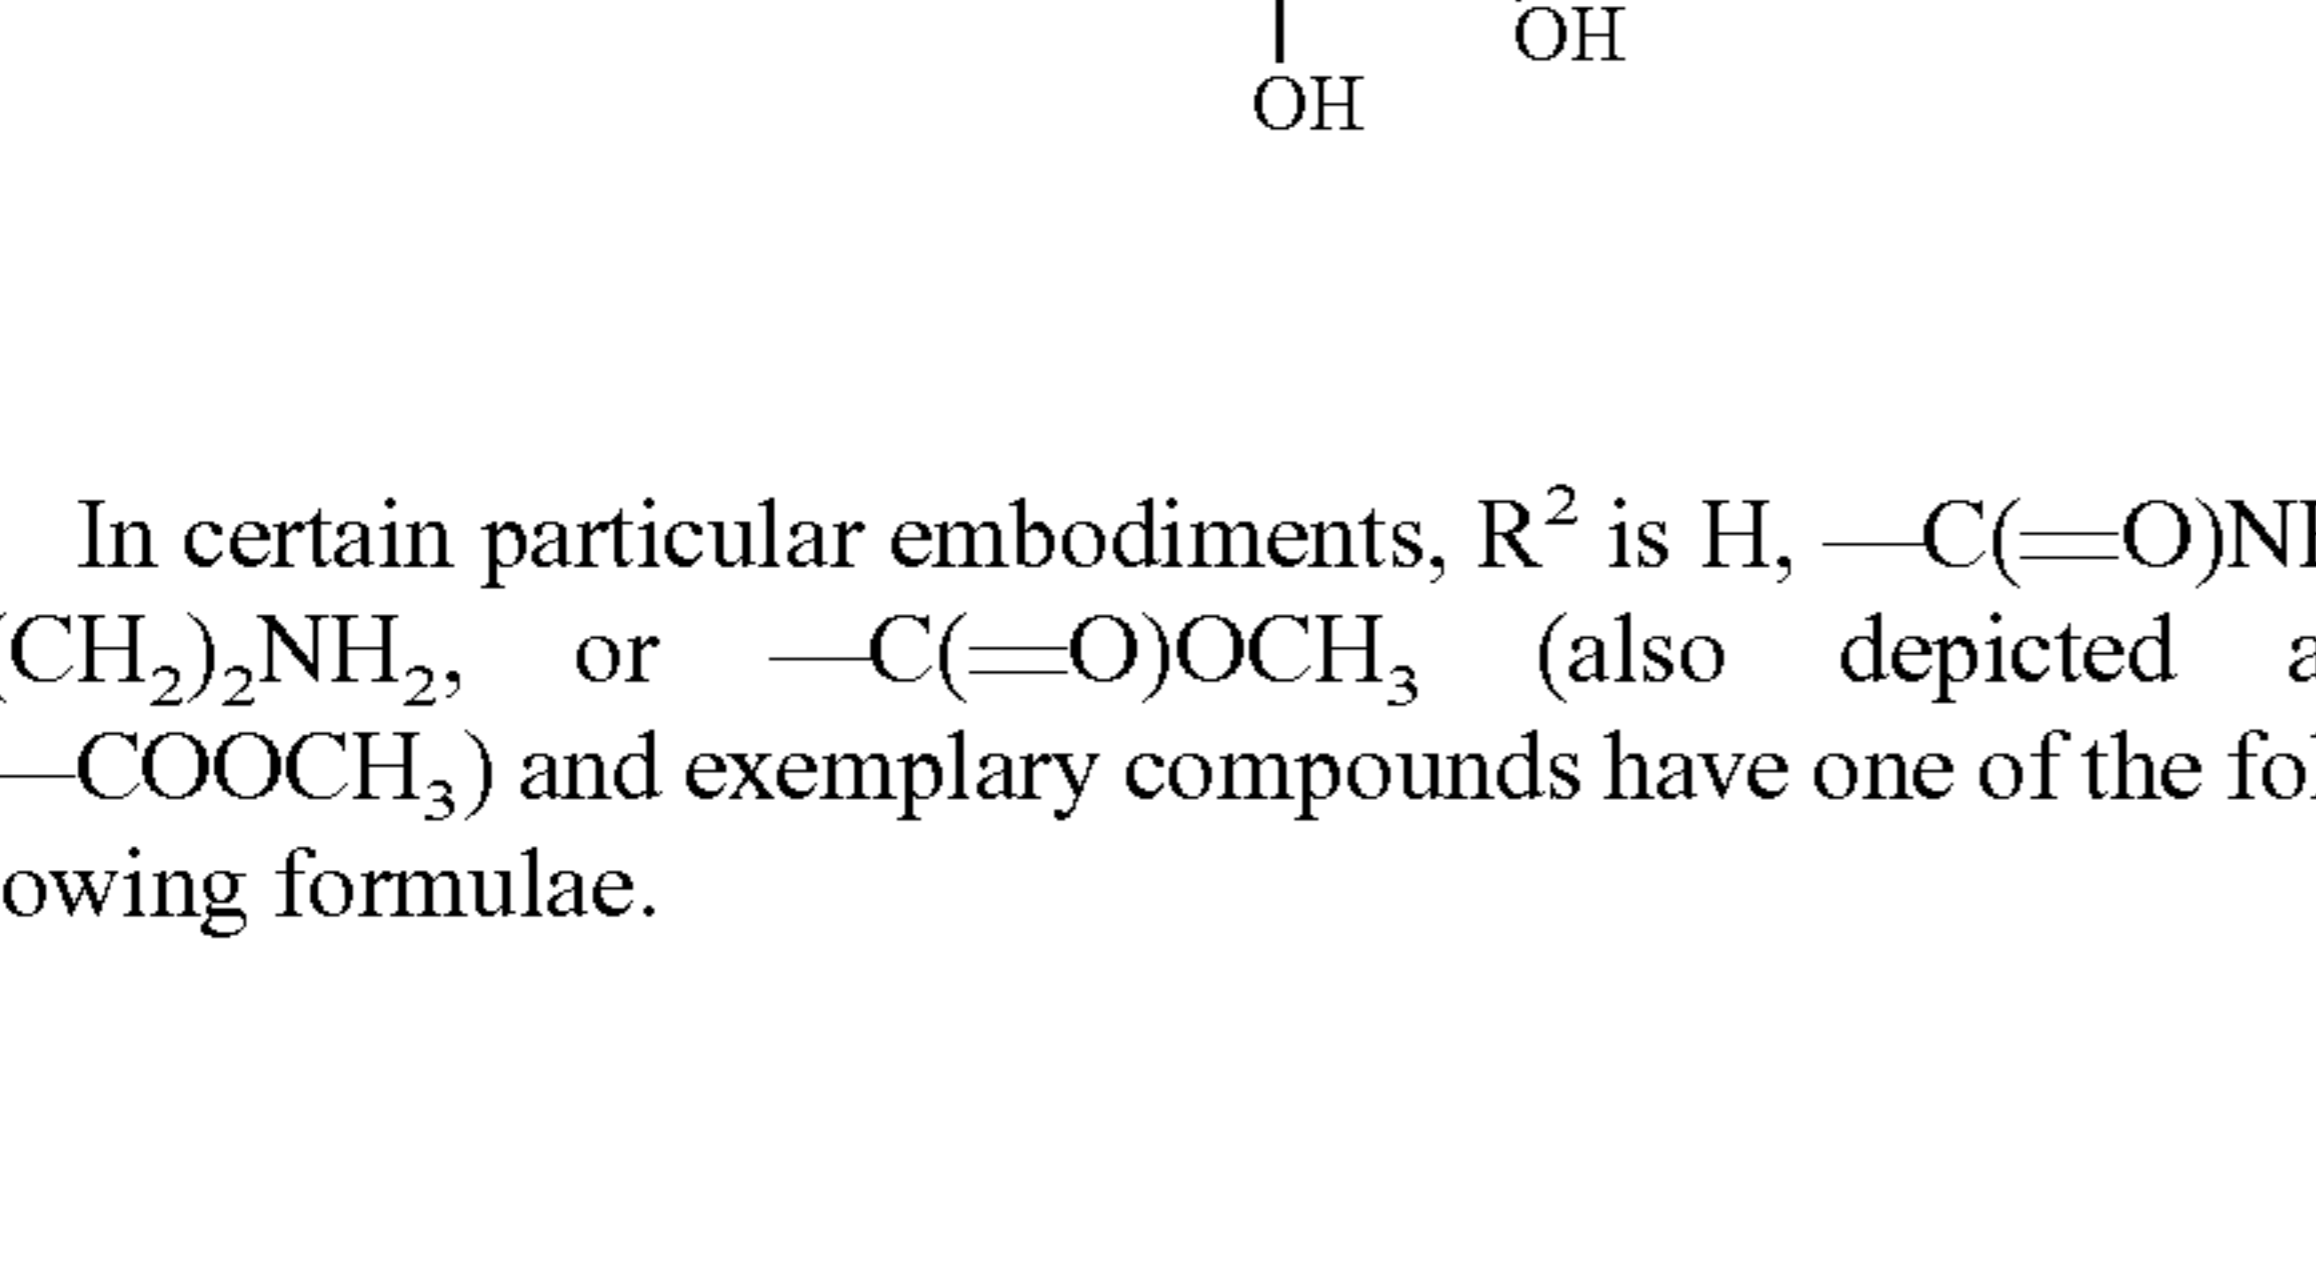 OH
OH
In certain particular embodiments, R² is H, —C(=O)
(CH₂)₂NH₂, or —C(=O)OCH₃ (also depicted
—COOCH₃) and exemplary compounds have one of the
owing formulae.